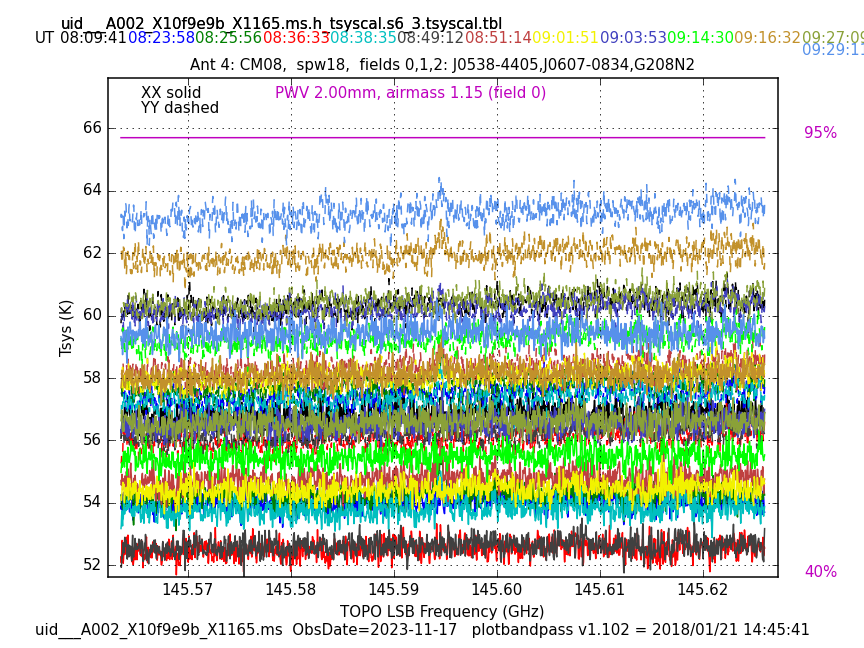 uid___A002_X10f9e9b_X1165.ms.h_tsyscal.s6_3.tsyscal.tbl
UT 08:09:41 08:23:58 08:25:56 08:36:33 08:38:35 08:49:12 08:51:14 09:01:51 09:03:53 09:14:30 09:16:32 09:27:09
09:29:11
Ant 4: CM08, spw18, fields 0,1,2: J0538-4405,J0607-0834,G208N2
XX solid PWV 2.00mm, airmass 1.15 (field 0)
YY dashed
66
95%
64
62
60
Tsys (K)
58
56
54
52
40%
145.57 145.58 145.59 145.60 145.61 145.62
TOPO LSB Frequency (GHz)
uid___A002_X10f9e9b_X1165.ms ObsDate=2023-11-17 plotbandpass v1.102 = 2018/01/21 14:45:41